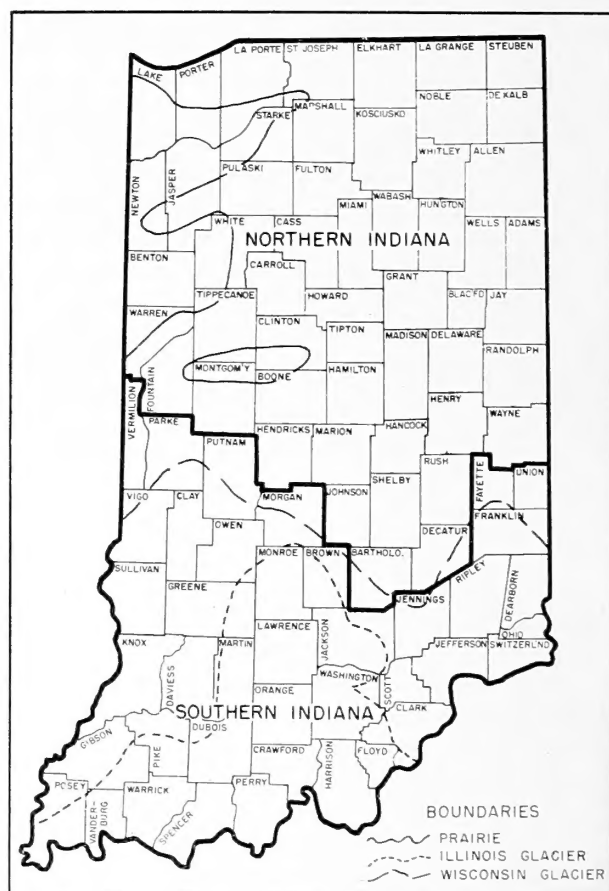 LA PORTE
ST JOSEPH
ELKHART
LA GRANGE
STEUBEN
LAKE
PORTER
NOBLE
DE KALB
MARSHALL
STARKE
KOSCIUSKO
WHITLEY
ALLEN
NEWTON
JASPER
PULASKI
FULTON
MIAMI
WABASH
HUNGTON
WHITE
CASS
WELLS
ADAMS
NORTHERN INDIANA
BENTON
CARROLL
GRANT
TIPPECANOE
HOWARD
BLAC'FD
JAY
WARREN
CLINTON
TIPTON
MADISON
DELAWARE
RANDOLPH
FOUNTAIN
MONTGOM'Y
BOONE
HAMILTON
HENRY
WAYNE
VERMILION
PARKE
PUTNAM
HENDRICKS
MARION
HANCOCK
RUSH
FAYETTE
UNION
SHELBY
VIGO
CLAY
MORGAN
JOHNSON
FRANKLIN
OWEN
DECATUR
MONROE
BROWN
BARTHOLO.
RIPLEY
DEARBORN
SULLIVAN
GREENE
JENNINGS
OHIO
LAWRENCE
JACKSON
JEFFERSON
SWITZERLND
KNOX
DAVIESS
MARTIN
WASHINGTON
SCOTT
ORANGE
CLARK
SOUTHERN INDIANA
GIBSON
PIKE
DUBOIS
CRAWFORD
HARRISON
FLOYD
POSEY
VANDER-
BURG
WARRICK
SPENCER
PERRY
BOUNDARIES
PRAIRIE
ILLINOIS GLACIER
WISCONSIN GLACIER